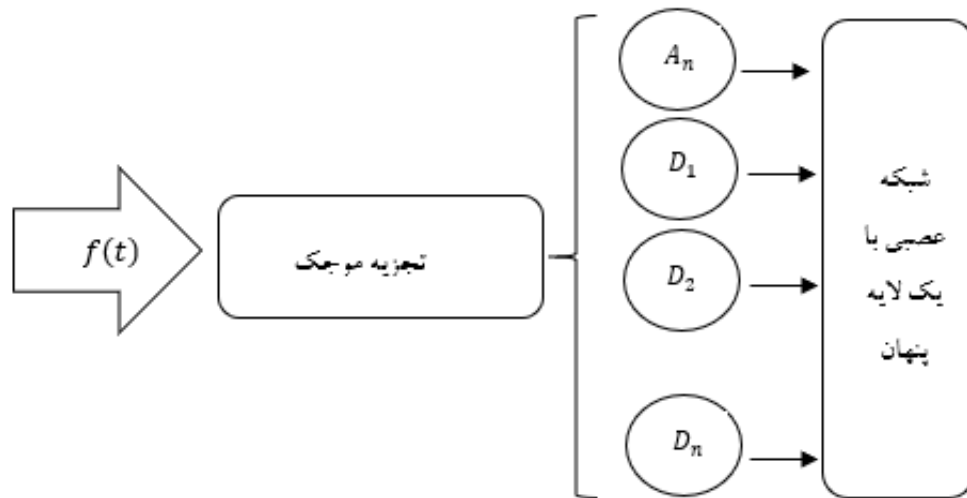 f(t)
تجزیه موجک
A_n
D_1
D_2
D_n
شبکه
عصبی با
یک لایه
پنهان